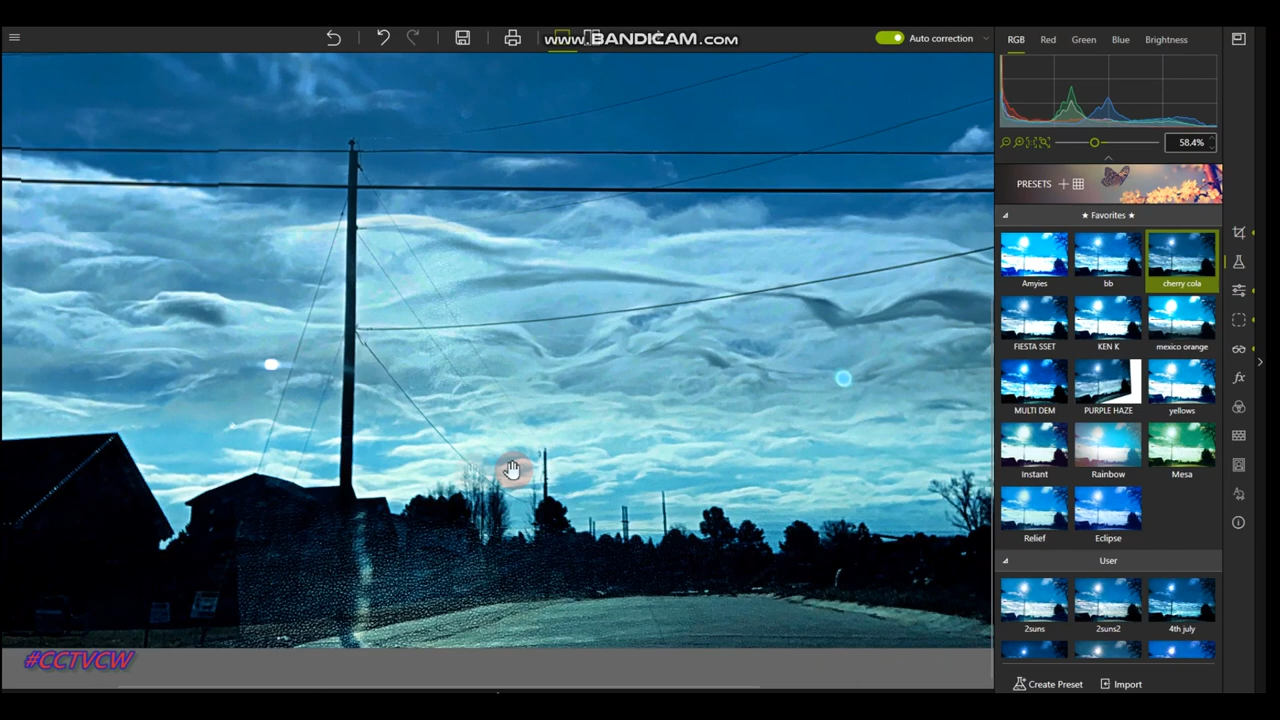 www.BANDICAM.com
Auto correction
RGB Red Green Blue Brightness
58.4%
PRESETS
★ Favorites ★
Amyies bb cherry cola
FIESTA SSET KEN K mexico orange
MULTI DEM PURPLE HAZE yellows
Instant Rainbow Mesa
Relief Eclipse
User
2suns 2suns2 4th july
Create Preset Import
#CCTVCW